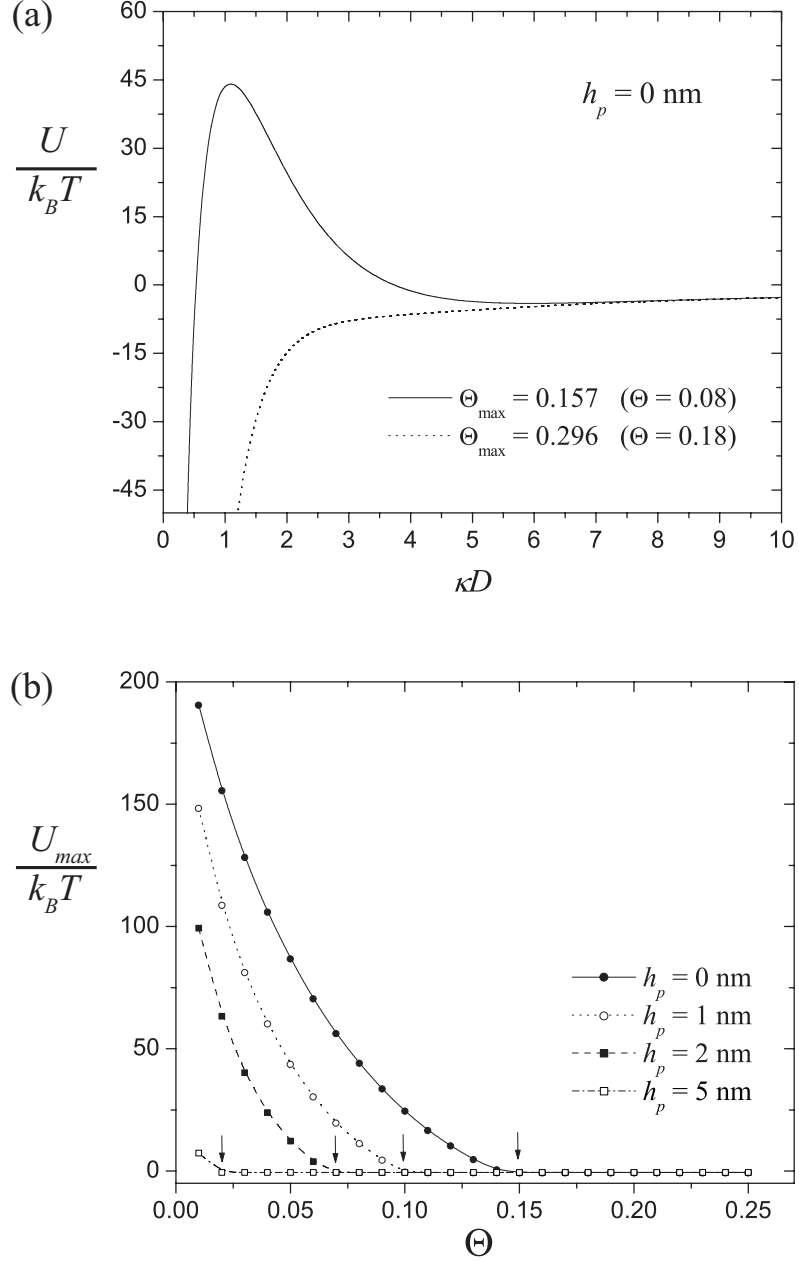 (a)
60
45
30
15
0
-15
-30
-45
U
k_B T
h_p = 0 nm
Θ_max = 0.157 (Θ = 0.08)
Θ_max = 0.296 (Θ = 0.18)
0 1 2 3 4 5 6 7 8 9 10
κD
(b)
200
150
100
50
0
U_max
k_B T
h_p = 0 nm
h_p = 1 nm
h_p = 2 nm
h_p = 5 nm
0.00 0.05 0.10 0.15 0.20 0.25
Θ